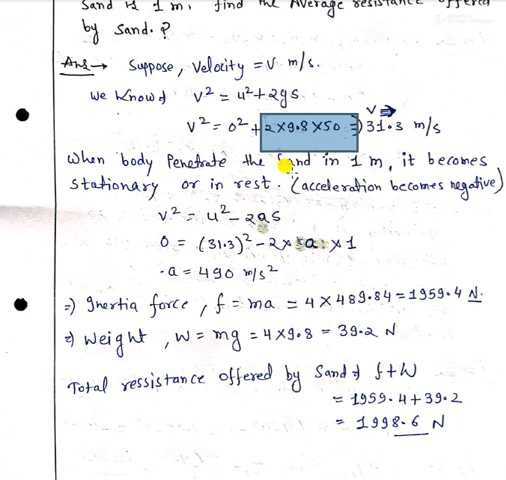 Sand is 1 m. find the Average resistance offered
by sand. ?
Ans → Suppose, Velocity = V m/s.
We Know ⇒ V² = u² + 2gs
V² = 0² + 2×9.8×50 ⇒ V ⇒ 31.3 m/s
When body Penetrate the Sand in 1 m, it becomes
stationary or in rest. (acceleration becomes negative)
V² = u² - 2as
0 = (31.3)² - 2× a × 1
-a = 490 m/s²
⇒ Inertia force, f = ma = 4 × 489.84 = 1959.4 N.
⇒ Weight, W = mg = 4×9.8 = 39.2 N
Total ressistance offered by Sand ⇒ f+W
= 1959.4 + 39.2
= 1998.6 N